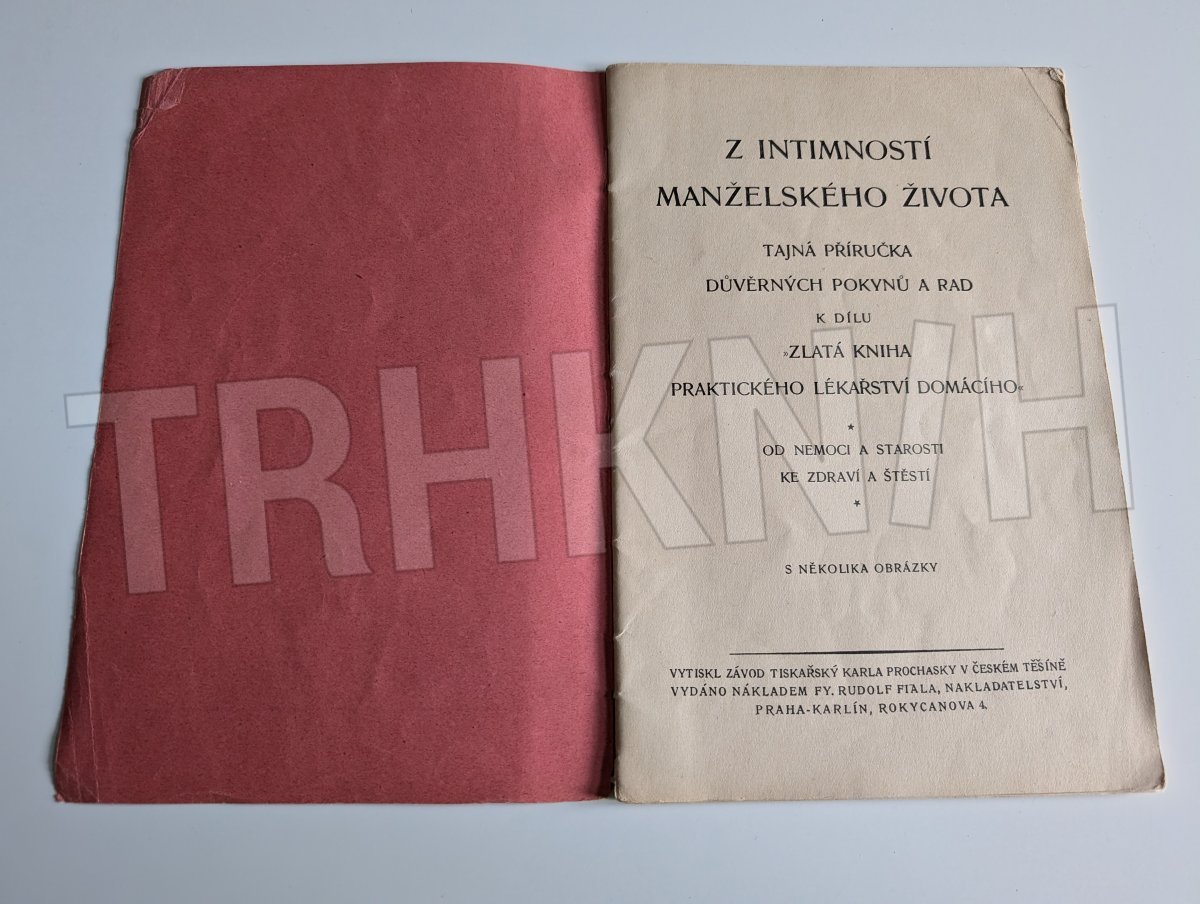 Z INTIMNOSTÍ
MANŽELSKÉHO ŽIVOTA
TAJNÁ PŘÍRUČKA
DŮVĚRNÝCH POKYNŮ A RAD
K DÍLU
»ZLATÁ KNIHA
PRAKTICKÉHO LÉKAŘSTVÍ DOMÁCÍHO«
OD NEMOCI A STAROSTI
KE ZDRAVÍ A ŠTĚSTÍ
S NĚKOLIKA OBRÁZKY
VYTISKL ZÁVOD TISKAŘSKÝ KARLA PROCHASKY V ČESKÉM TĚŠÍNĚ
VYDÁNO NÁKLADEM FY. RUDOLF FIALA, NAKLADATELSTVÍ,
PRAHA-KARLÍN, ROKYCANOVA 4.
TRHKN/H